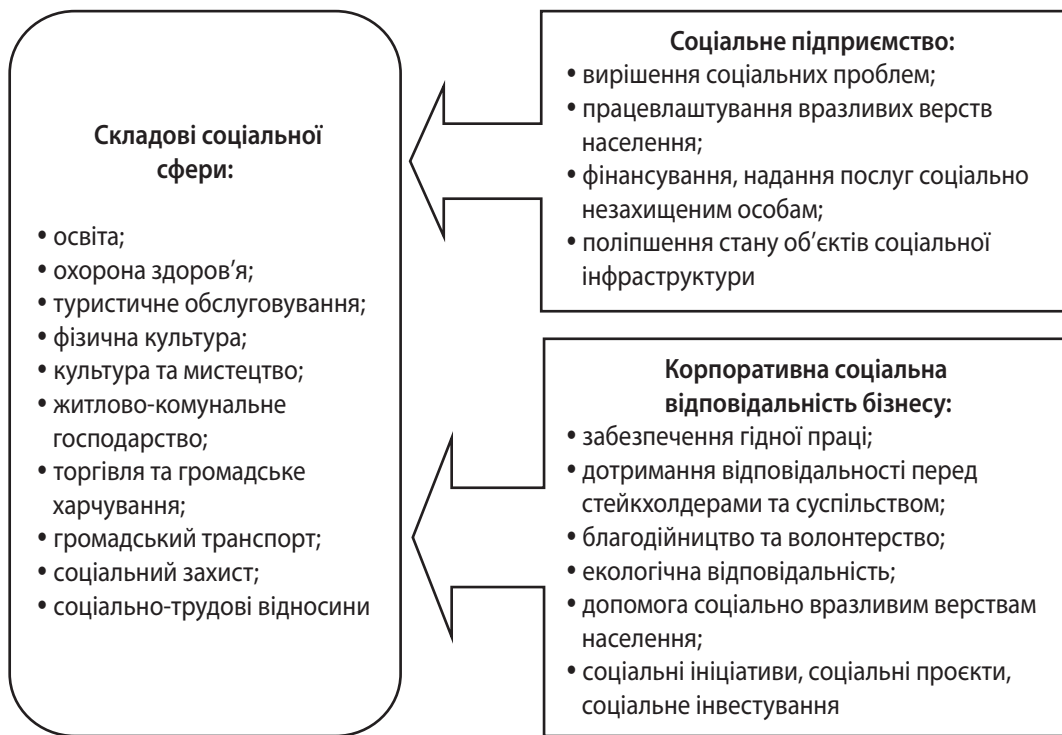 Складові соціальної
сфери:
• освіта;
• охорона здоров'я;
• туристичне обслуговування;
• фізична культура;
• культура та мистецтво;
• житлово-комунальне
господарство;
• торгівля та громадське
харчування;
• громадський транспорт;
• соціальний захист;
• соціально-трудові відносини
Соціальне підприємство:
• вирішення соціальних проблем;
• працевлаштування вразливих верств
населення;
• фінансування, надання послуг соціально
незахищеним особам;
• поліпшення стану об'єктів соціальної
інфраструктури
Корпоративна соціальна
відповідальність бізнесу:
• забезпечення гідної праці;
• дотримання відповідальності перед
стейкхолдерами та суспільством;
• благодійництво та волонтерство;
• екологічна відповідальність;
• допомога соціально вразливим верствам
населення;
• соціальні ініціативи, соціальні проєкти,
соціальне інвестування